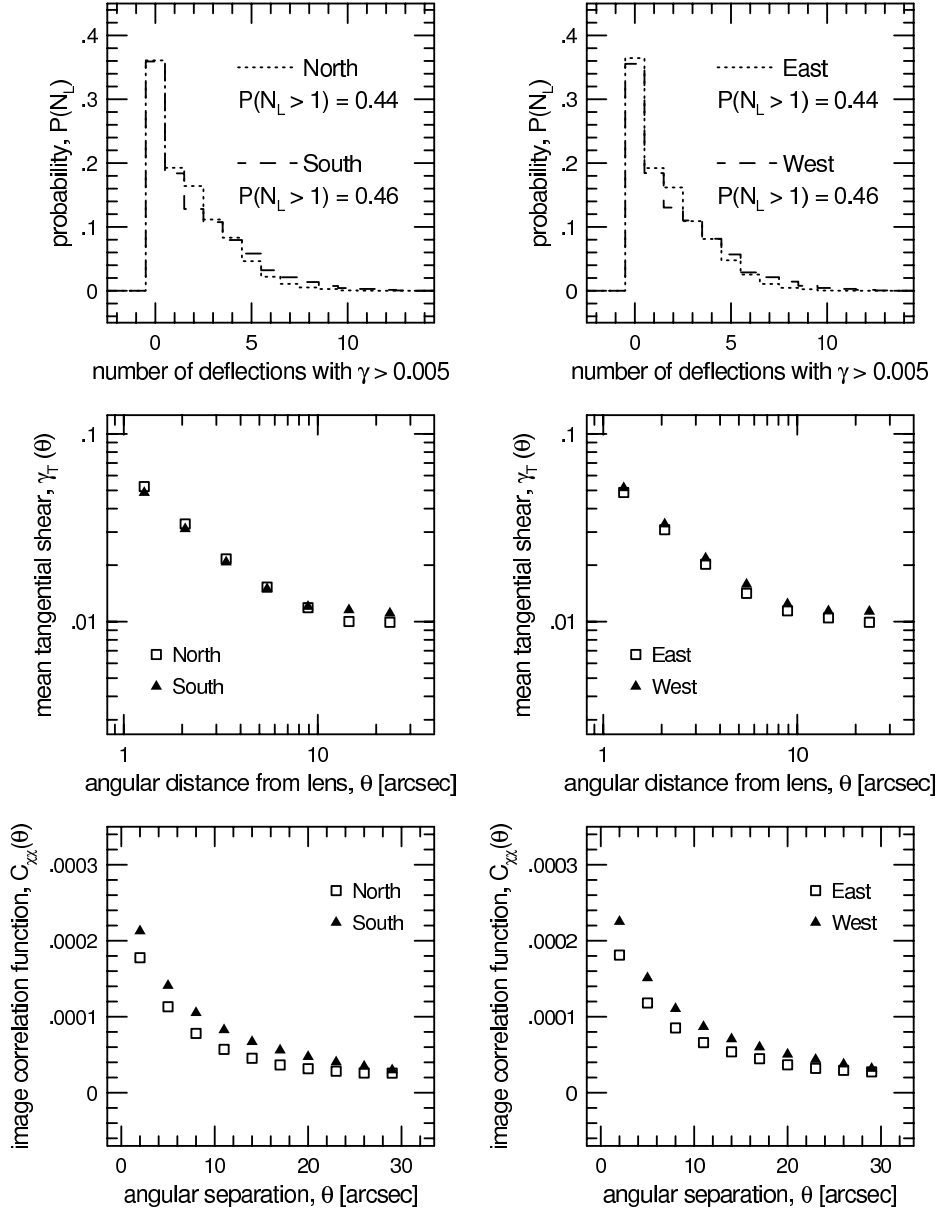 .4
.3
.2
.1
0
probability, P(N_L)
North
P(N_L > 1) = 0.44
South
P(N_L > 1) = 0.46
0 5 10
number of deflections with γ > 0.005
.4
.3
.2
.1
0
probability, P(N_L)
East
P(N_L > 1) = 0.44
West
P(N_L > 1) = 0.46
0 5 10
number of deflections with γ > 0.005
.1
.01
mean tangential shear, γ_T (θ)
North
South
1 10
angular distance from lens, θ [arcsec]
.1
.01
mean tangential shear, γ_T (θ)
East
West
1 10
angular distance from lens, θ [arcsec]
.0003
.0002
.0001
0
image correlation function, C_χχ(θ)
North
South
0 10 20 30
angular separation, θ [arcsec]
.0003
.0002
.0001
0
image correlation function, C_χχ(θ)
East
West
0 10 20 30
angular separation, θ [arcsec]